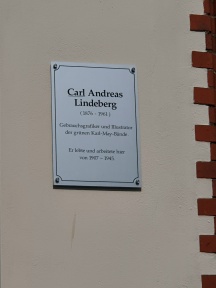 Carl Andreas
Lindeberg
(1876 - 1961)
Gebrauchsgrafiker und Illustrator
der grünen Karl-May-Bände.
Er lebte und arbeitete hier
von 1907 - 1945.